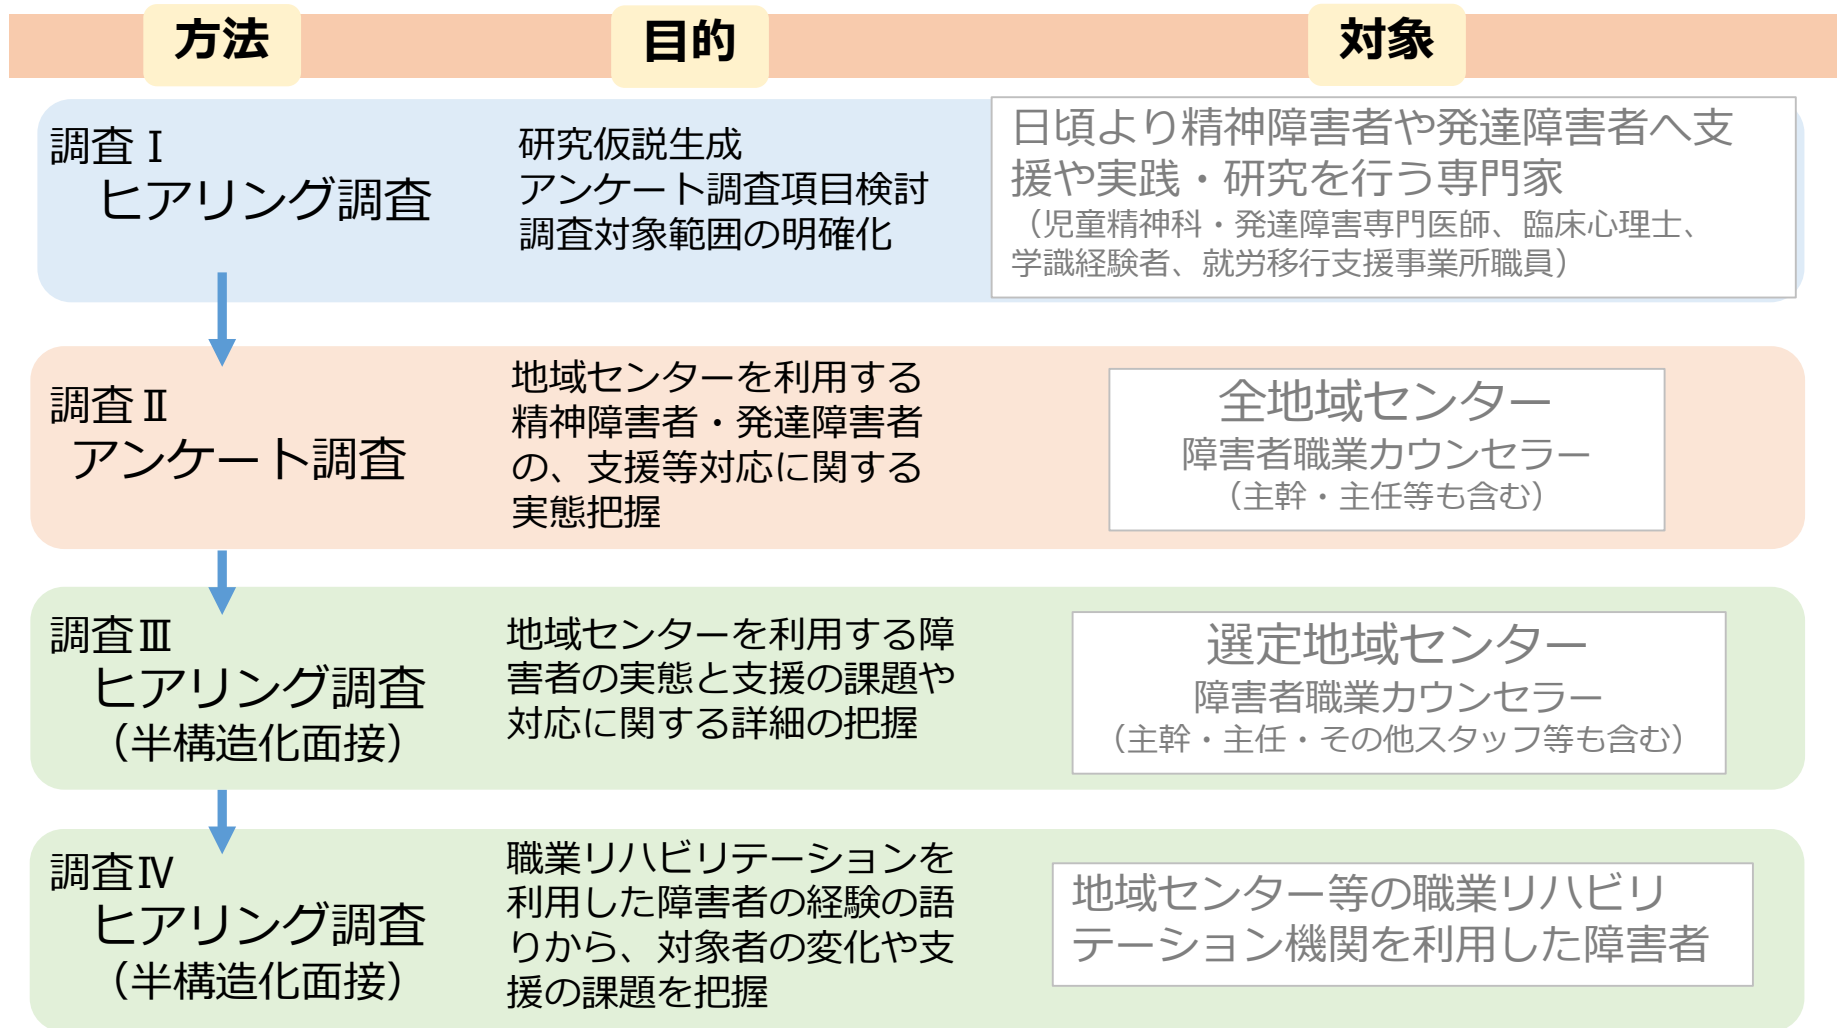 方法
目的
対象
調査Ⅰ
ヒアリング調査
研究仮説生成
アンケート調査項目検討
調査対象範囲の明確化
日頃より精神障害者や発達障害者へ支
援や実践・研究を行う専門家
（児童精神科・発達障害専門医師、臨床心理士、
学識経験者、就労移行支援事業所職員）
調査Ⅱ
アンケート調査
地域センターを利用する
精神障害者・発達障害者
の、支援等対応に関する
実態把握
全地域センター
障害者職業カウンセラー
（主幹・主任等も含む）
調査Ⅲ
ヒアリング調査
（半構造化面接）
地域センターを利用する障
害者の実態と支援の課題や
対応に関する詳細の把握
選定地域センター
障害者職業カウンセラー
（主幹・主任・その他スタッフ等も含む）
調査Ⅳ
ヒアリング調査
（半構造化面接）
職業リハビリテーションを
利用した障害者の経験の語
りから、対象者の変化や支
援の課題を把握
地域センター等の職業リハビリ
テーション機関を利用した障害者